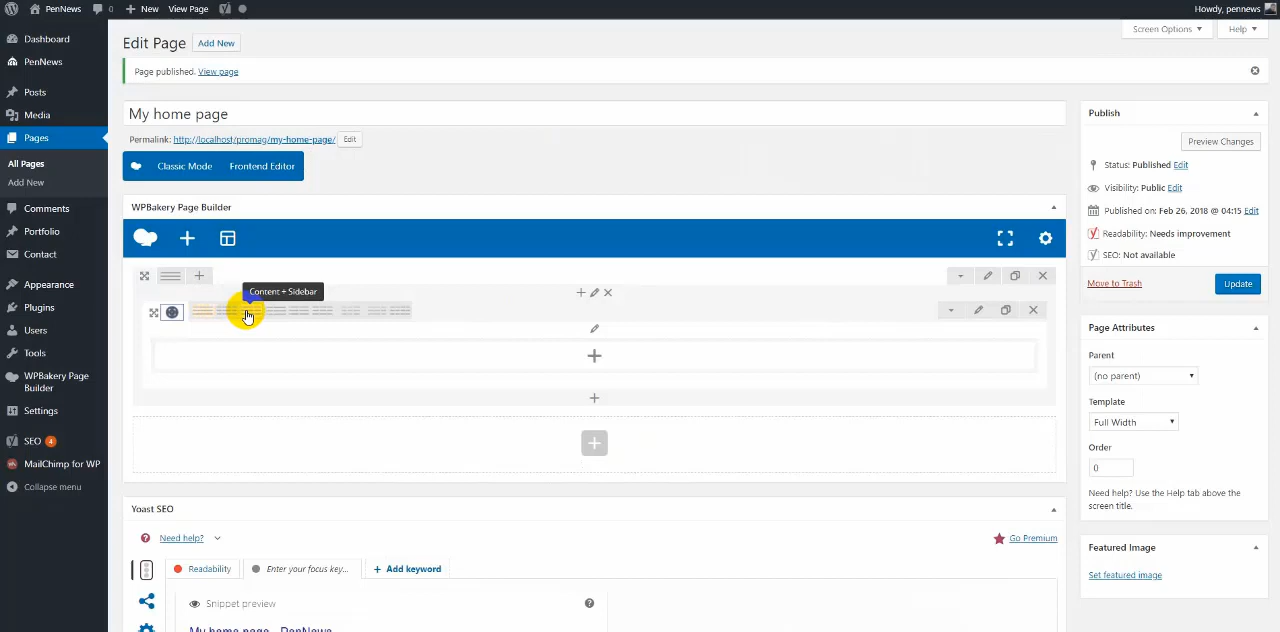 PenNews
0
New
View Page
Howdy, pennews
Dashboard
PenNews
Posts
Media
Pages
All Pages
Add New
Comments
Portfolio
Contact
Appearance
Plugins
Users
Tools
WPBakery Page
Builder
Settings
SEO 4
MailChimp for WP
Collapse menu
Screen Options
Help
Edit Page
Add New
Page published. View page
My home page
Permalink: http://localhost/promag/my-home-page/ Edit
Classic Mode
Frontend Editor
WPBakery Page Builder
Content + Sidebar
Yoast SEO
Need help?
Go Premium
Readability
Enter your focus key...
+ Add keyword
Snippet preview
My home page - PenNews
Publish
Preview Changes
Status: Published Edit
Visibility: Public Edit
Published on: Feb 26, 2018 @ 04:15 Edit
Readability: Needs improvement
SEO: Not available
Move to Trash
Update
Page Attributes
Parent
(no parent)
Template
Full Width
Order
0
Need help? Use the Help tab above the
screen title.
Featured Image
Set featured image